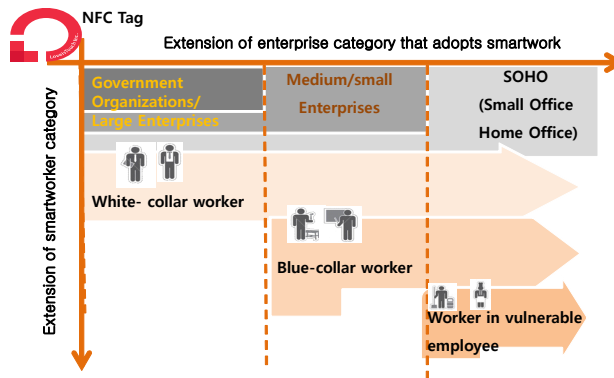 NFC Tag
Extension of enterprise category that adopts smartwork
Government
Organizations/
Large Enterprises
Medium/small
Enterprises
SOHO
(Small Office
Home Office)
Extension of smartworker category
White- collar worker
Blue-collar worker
Worker in vulnerable
employee